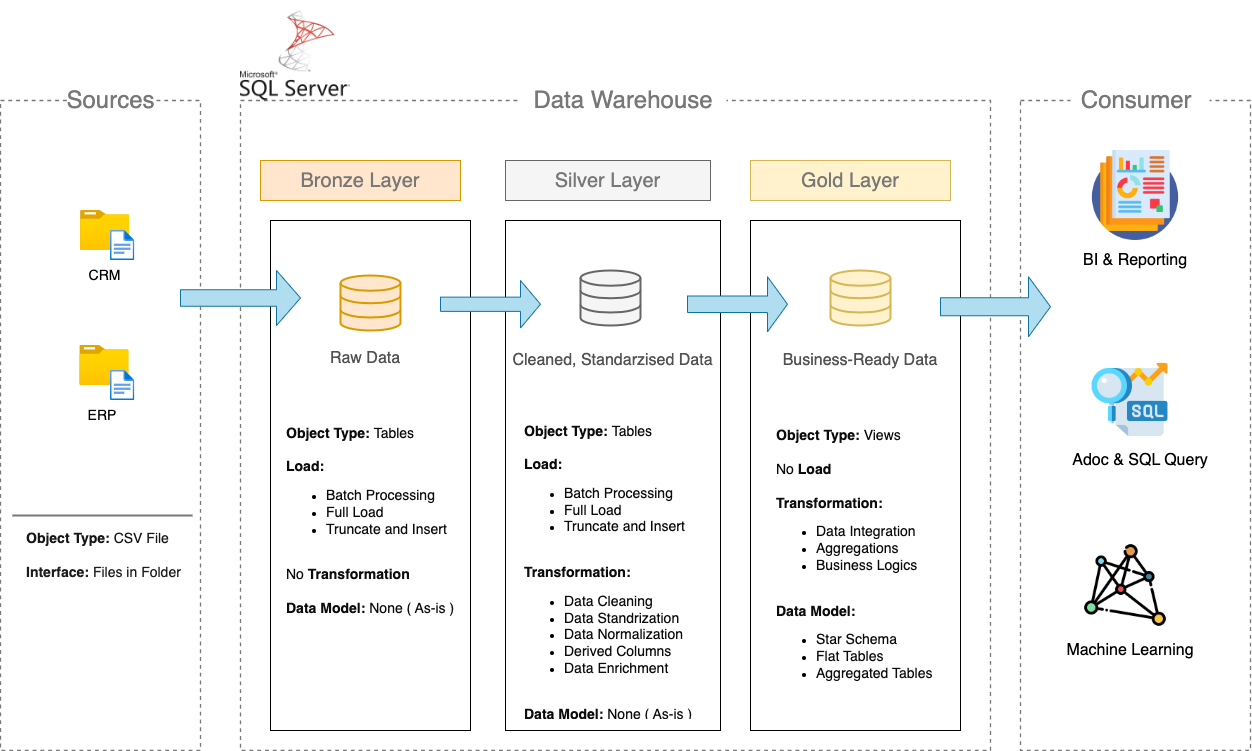 Microsoft®
SQL Server
Sources
Data Warehouse
Consumer
Bronze Layer
Silver Layer
Gold Layer
CRM
ERP
Object Type: CSV File
Interface: Files in Folder
Raw Data
Object Type: Tables
Load:
• Batch Processing
• Full Load
• Truncate and Insert
No Transformation
Data Model: None ( As-is )
Cleaned, Standarzised Data
Object Type: Tables
Load:
• Batch Processing
• Full Load
• Truncate and Insert
Transformation:
• Data Cleaning
• Data Standrization
• Data Normalization
• Derived Columns
• Data Enrichment
Data Model: None ( As-is )
Business-Ready Data
Object Type: Views
No Load
Transformation:
• Data Integration
• Aggregations
• Business Logics
Data Model:
• Star Schema
• Flat Tables
• Aggregated Tables
BI & Reporting
SQL
Adoc & SQL Query
Machine Learning